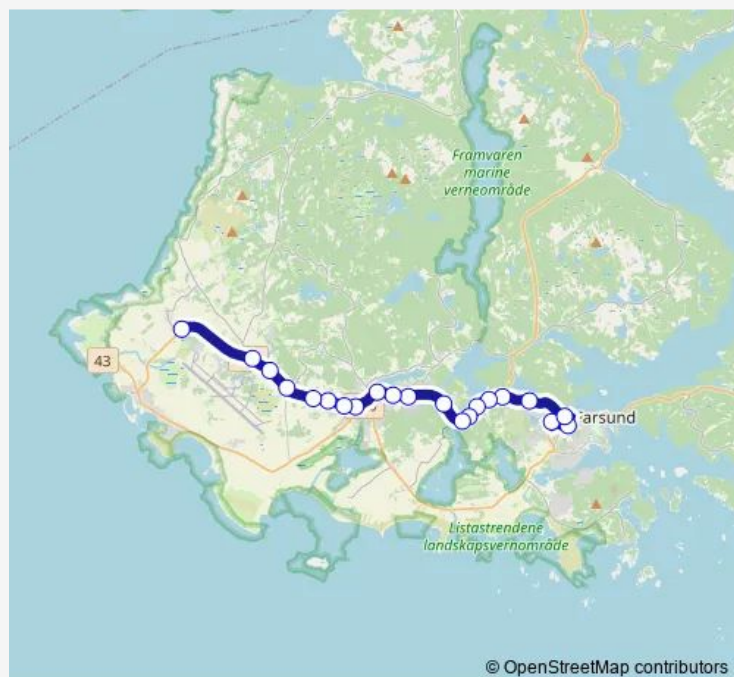 Framvaren
marine
verneområde
43
Farsund
Listastrendene
landskapsvernområde
© OpenStreetMap contributors